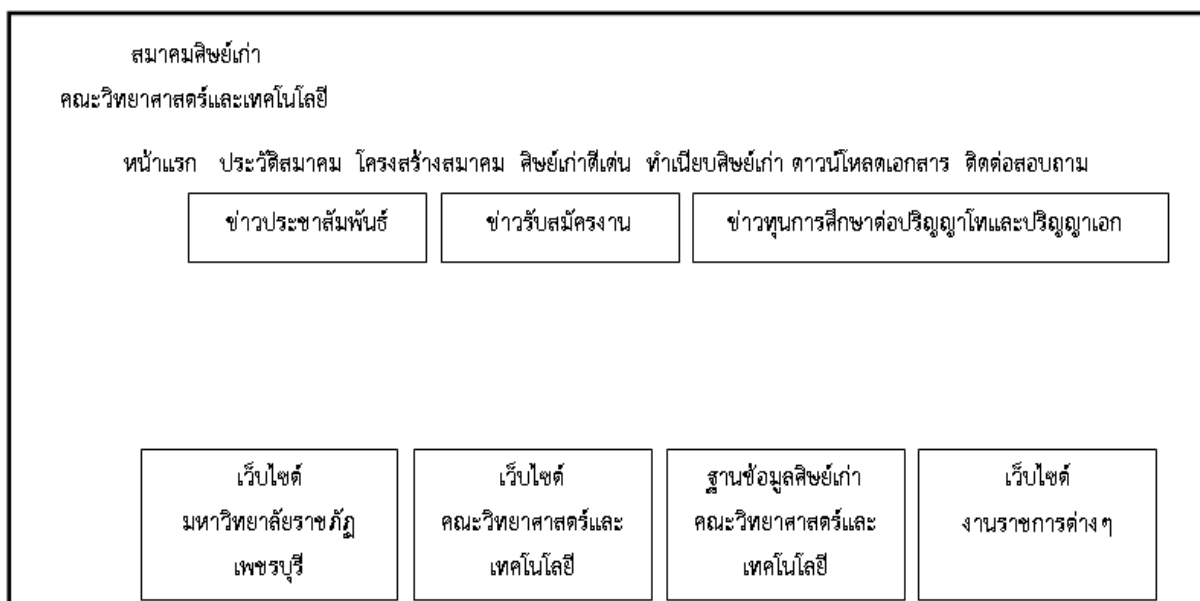 สมาคมศิษย์เก่า
คณะวิทยาศาสตร์และเทคโนโลยี
หน้าแรก ประวัติสมาคม โครงสร้างสมาคม ศิษย์เก่าดีเด่น ทำเนียบศิษย์เก่า ดาวน์โหลดเอกสาร ติดต่อสอบถาม
ข่าวประชาสัมพันธ์
ข่าวรับสมัครงาน
ข่าวทุนการศึกษาต่อปริญญาโทและปริญญาเอก
เว็บไซต์
มหาวิทยาลัยราชภัฏ
เพชรบุรี
เว็บไซต์
คณะวิทยาศาสตร์และ
เทคโนโลยี
ฐานข้อมูลศิษย์เก่า
คณะวิทยาศาสตร์และ
เทคโนโลยี
เว็บไซต์
งานราชการต่างๆ